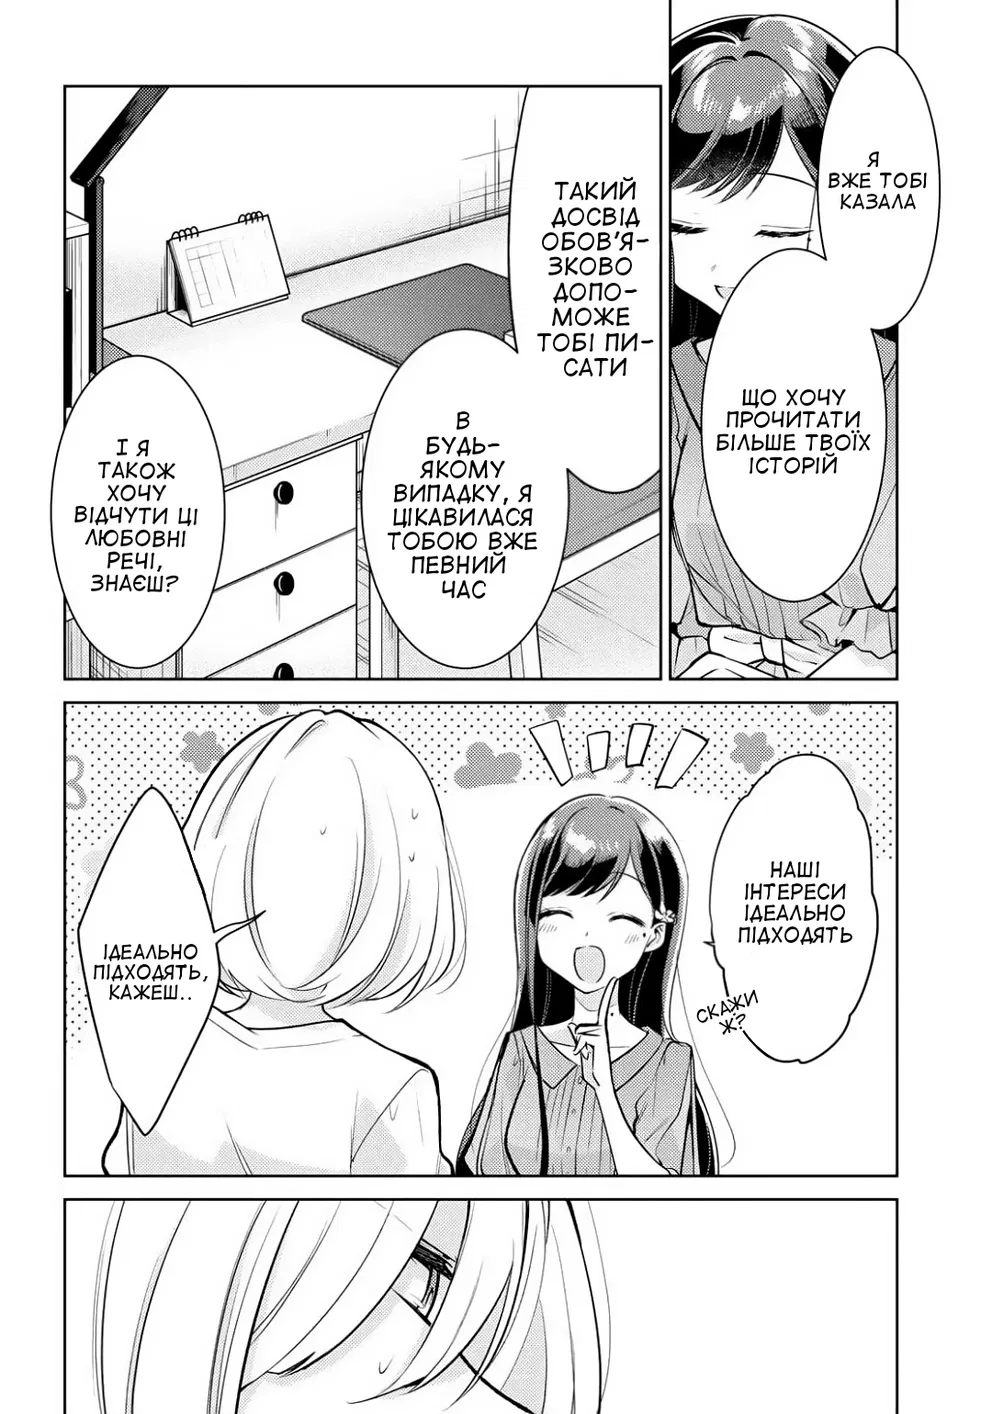 Я
ВЖЕ ТОБІ
КАЗАЛА
ЩО ХОЧУ
ПРОЧИТАТИ
БІЛЬШЕ ТВОЇХ
ІСТОРІЙ
ТАКИЙ
ДОСВІД
ОБОВ'Я-
ЗКОВО
ДОПО-
МОЖЕ
ТОБІ ПИ-
САТИ
В
БУДЬ-
ЯКОМУ
ВИПАДКУ, Я
ЦІКАВИЛАСЯ
ТОБОЮ ВЖЕ
ПЕВНИЙ
ЧАС
І Я
ТАКОЖ
ХОЧУ
ВІДЧУТИ ЦІ
ЛЮБОВНІ
РЕЧІ,
ЗНАЄШ?
НАШІ
ІНТЕРЕСИ
ІДЕАЛЬНО
ПІДХОДЯТЬ
СКАЖИ
Ж?
ІДЕАЛЬНО
ПІДХОДЯТЬ,
КАЖЕШ..